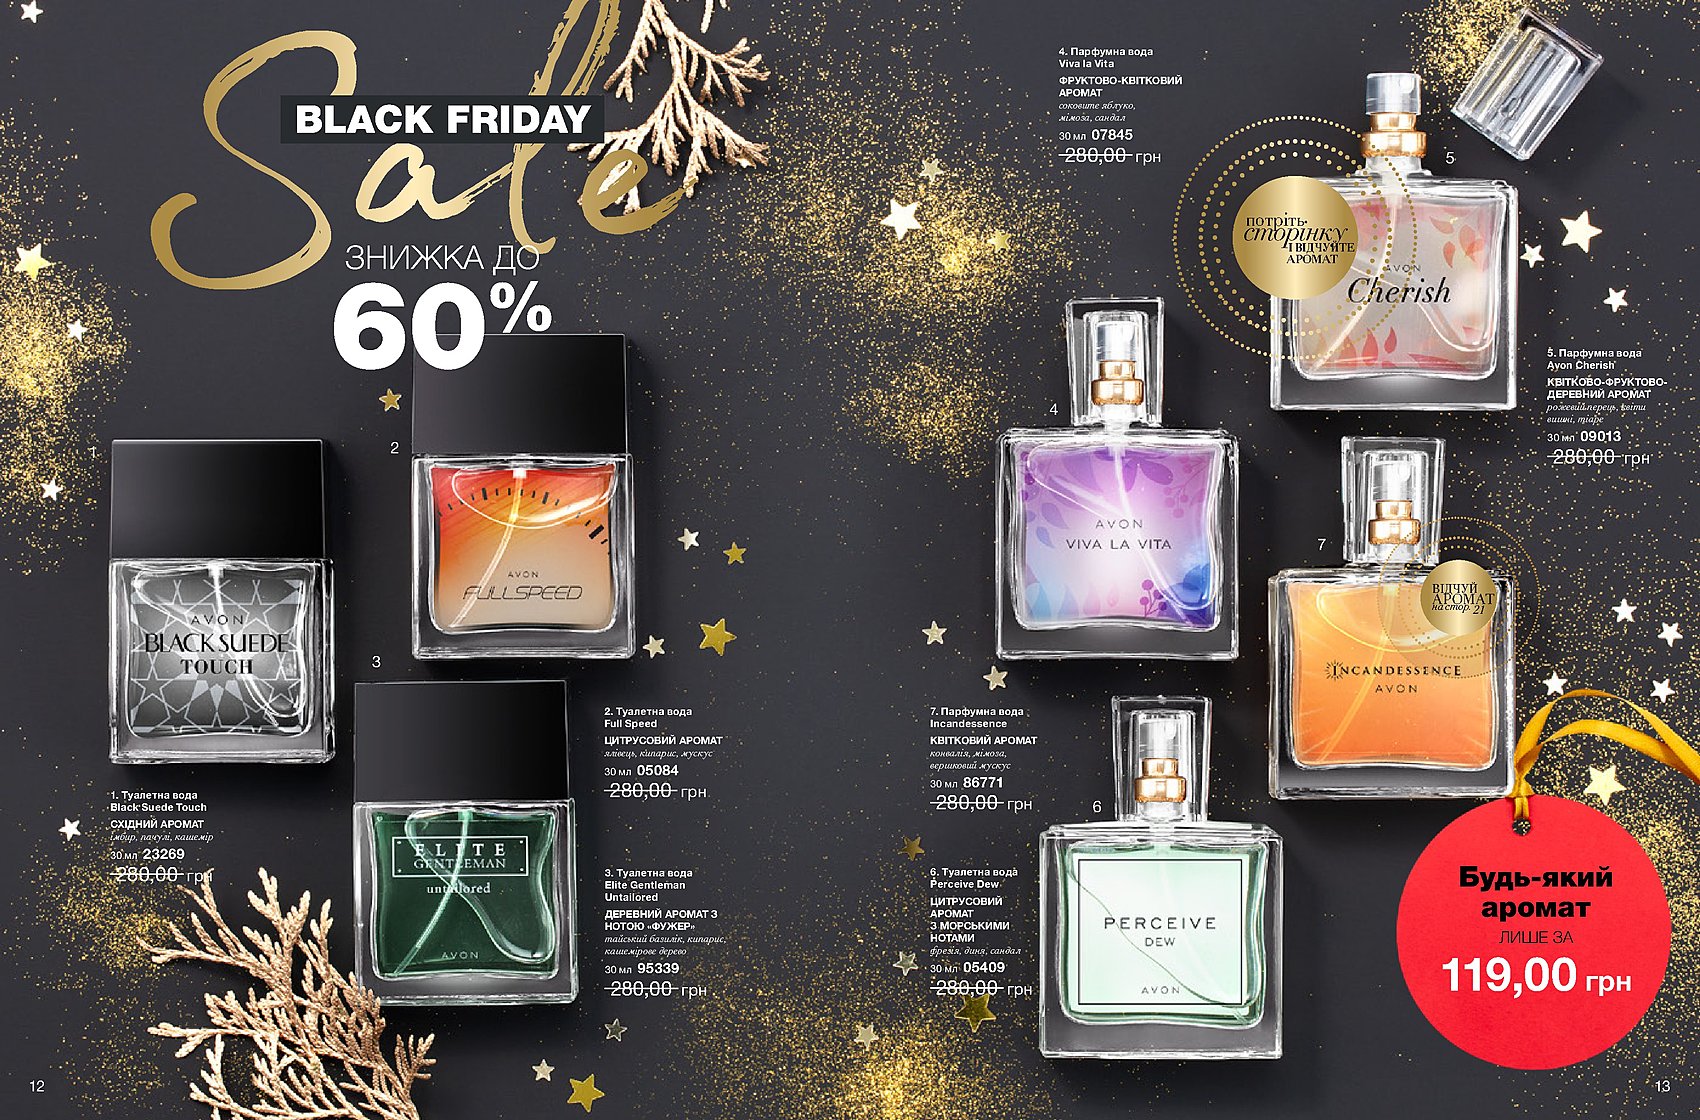 Sale
BLACK FRIDAY
ЗНИЖКА ДО
60%
1
2
3
AVON
BLACK SUEDE
TOUCH
AVON
FULLSPEED
ELITE
GENTLEMAN
untailored
AVON
1. Туалетна вода
Black Suede Touch
СХІДНИЙ АРОМАТ
імбир, пачулі, кашемір
30 мл 23269
280,00 грн
2. Туалетна вода
Full Speed
ЦИТРУСОВИЙ АРОМАТ
ялівець, кипарис, мускус
30 мл 05084
280,00 грн
3. Туалетна вода
Elite Gentleman
Untailored
ДЕРЕВНИЙ АРОМАТ З
НОТОЮ «ФУЖЕР»
тайський базилік, кипарис,
кашемірове дерево
30 мл 95339
280,00 грн
12
4. Парфумна вода
Viva la Vita
ФРУКТОВО-КВІТКОВИЙ
АРОМАТ
соковите яблуко,
мімоза, сандал
30 мл 07845
280,00 грн
5
ПОТРІТЬ
СТОРІНКУ
І ВІДЧУЙТЕ
АРОМАТ
AVON
Cherish
5. Парфумна вода
Avon Cherish
КВІТКОВО-ФРУКТОВО-
ДЕРЕВНИЙ АРОМАТ
рожевий перець, квіти
вишні, тіаре
30 мл 09013
280,00 грн
4
AVON
VIVA LA VITA
7
ВІДЧУЙ
АРОМАТ
на стор. 21
INCANDESSENCE
AVON
7. Парфумна вода
Incandessence
КВІТКОВИЙ АРОМАТ
конвалія, мімоза,
вершковий мускус
30 мл 86771
280,00 грн
6
PERCEIVE
DEW
AVON
6. Туалетна вода
Perceive Dew
ЦИТРУСОВИЙ
АРОМАТ
З МОРСЬКИМИ
НОТАМИ
фрезія, диня, сандал
30 мл 05409
280,00 грн
Будь-який
аромат
ЛИШЕ ЗА
119,00 грн
13